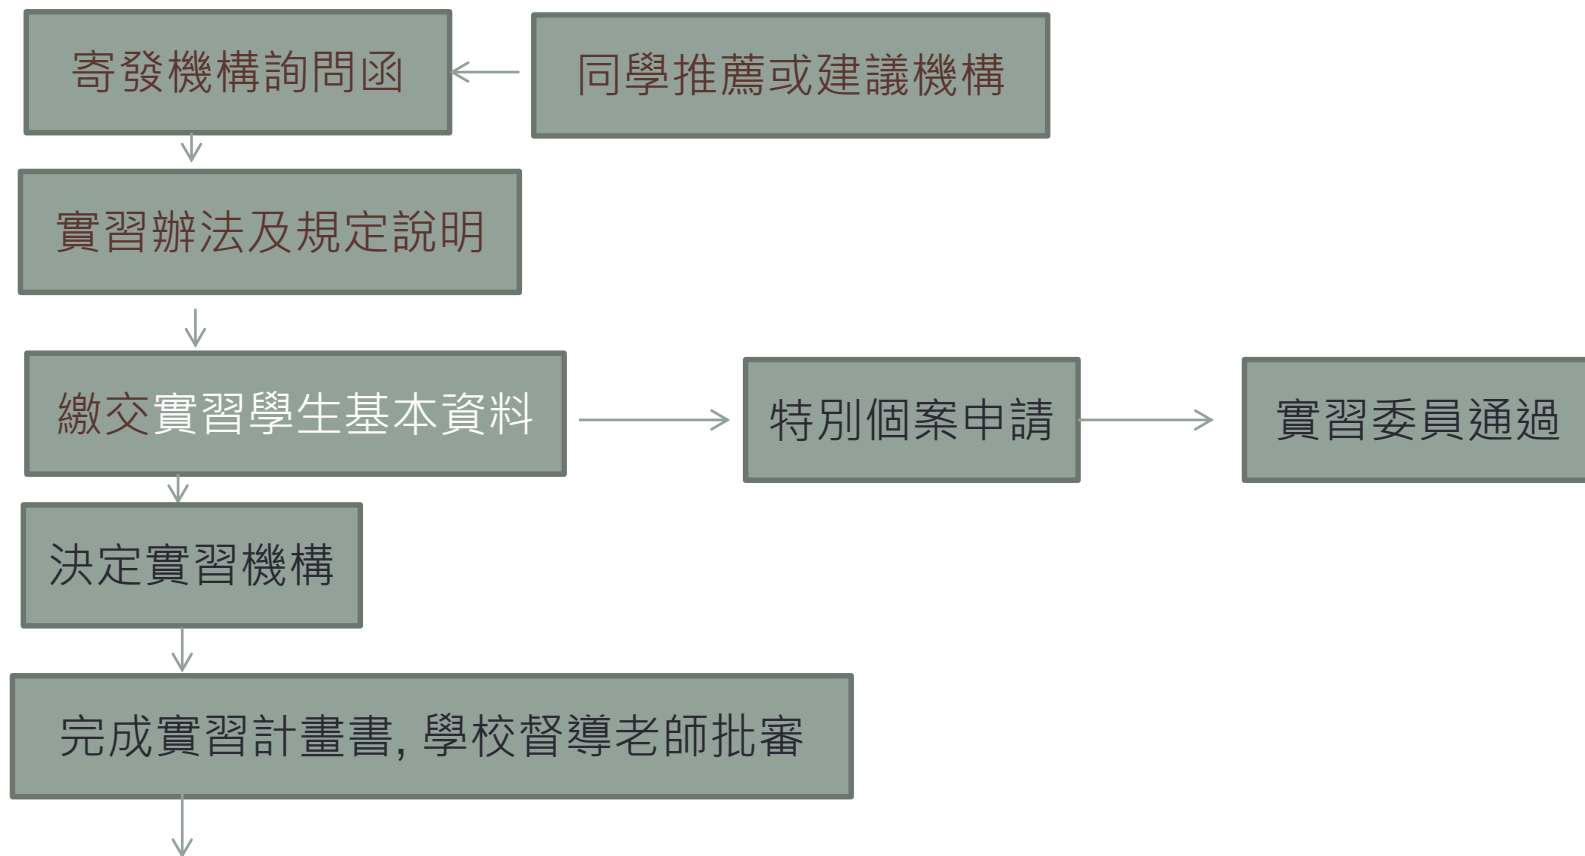 寄發機構詢問函
同學推薦或建議機構
實習辦法及規定說明
繳交實習學生基本資料
特別個案申請
實習委員通過
決定實習機構
完成實習計畫書, 學校督導老師批審